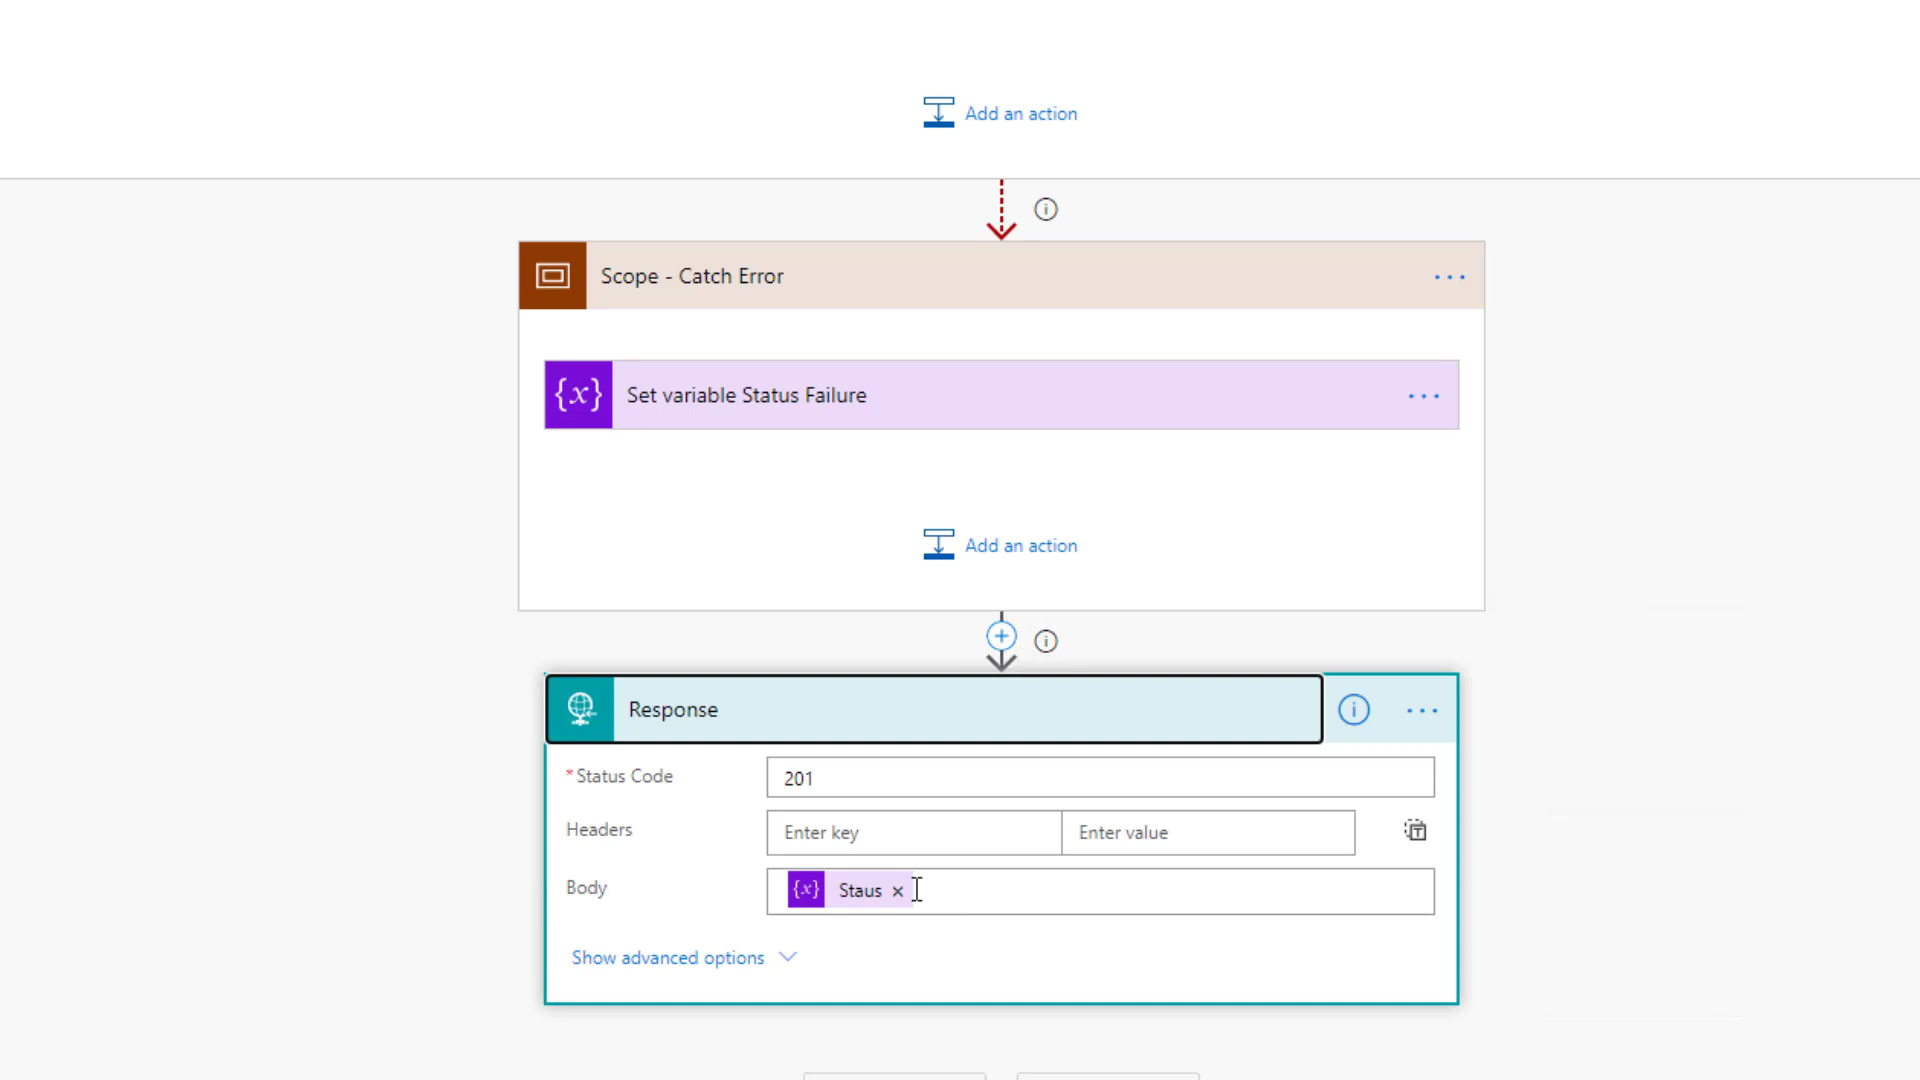 Add an action
Scope - Catch Error
{x} Set variable Status Failure
Add an action
Response
* Status Code 201
Headers Enter key Enter value
Body {x} Staus ×
Show advanced options